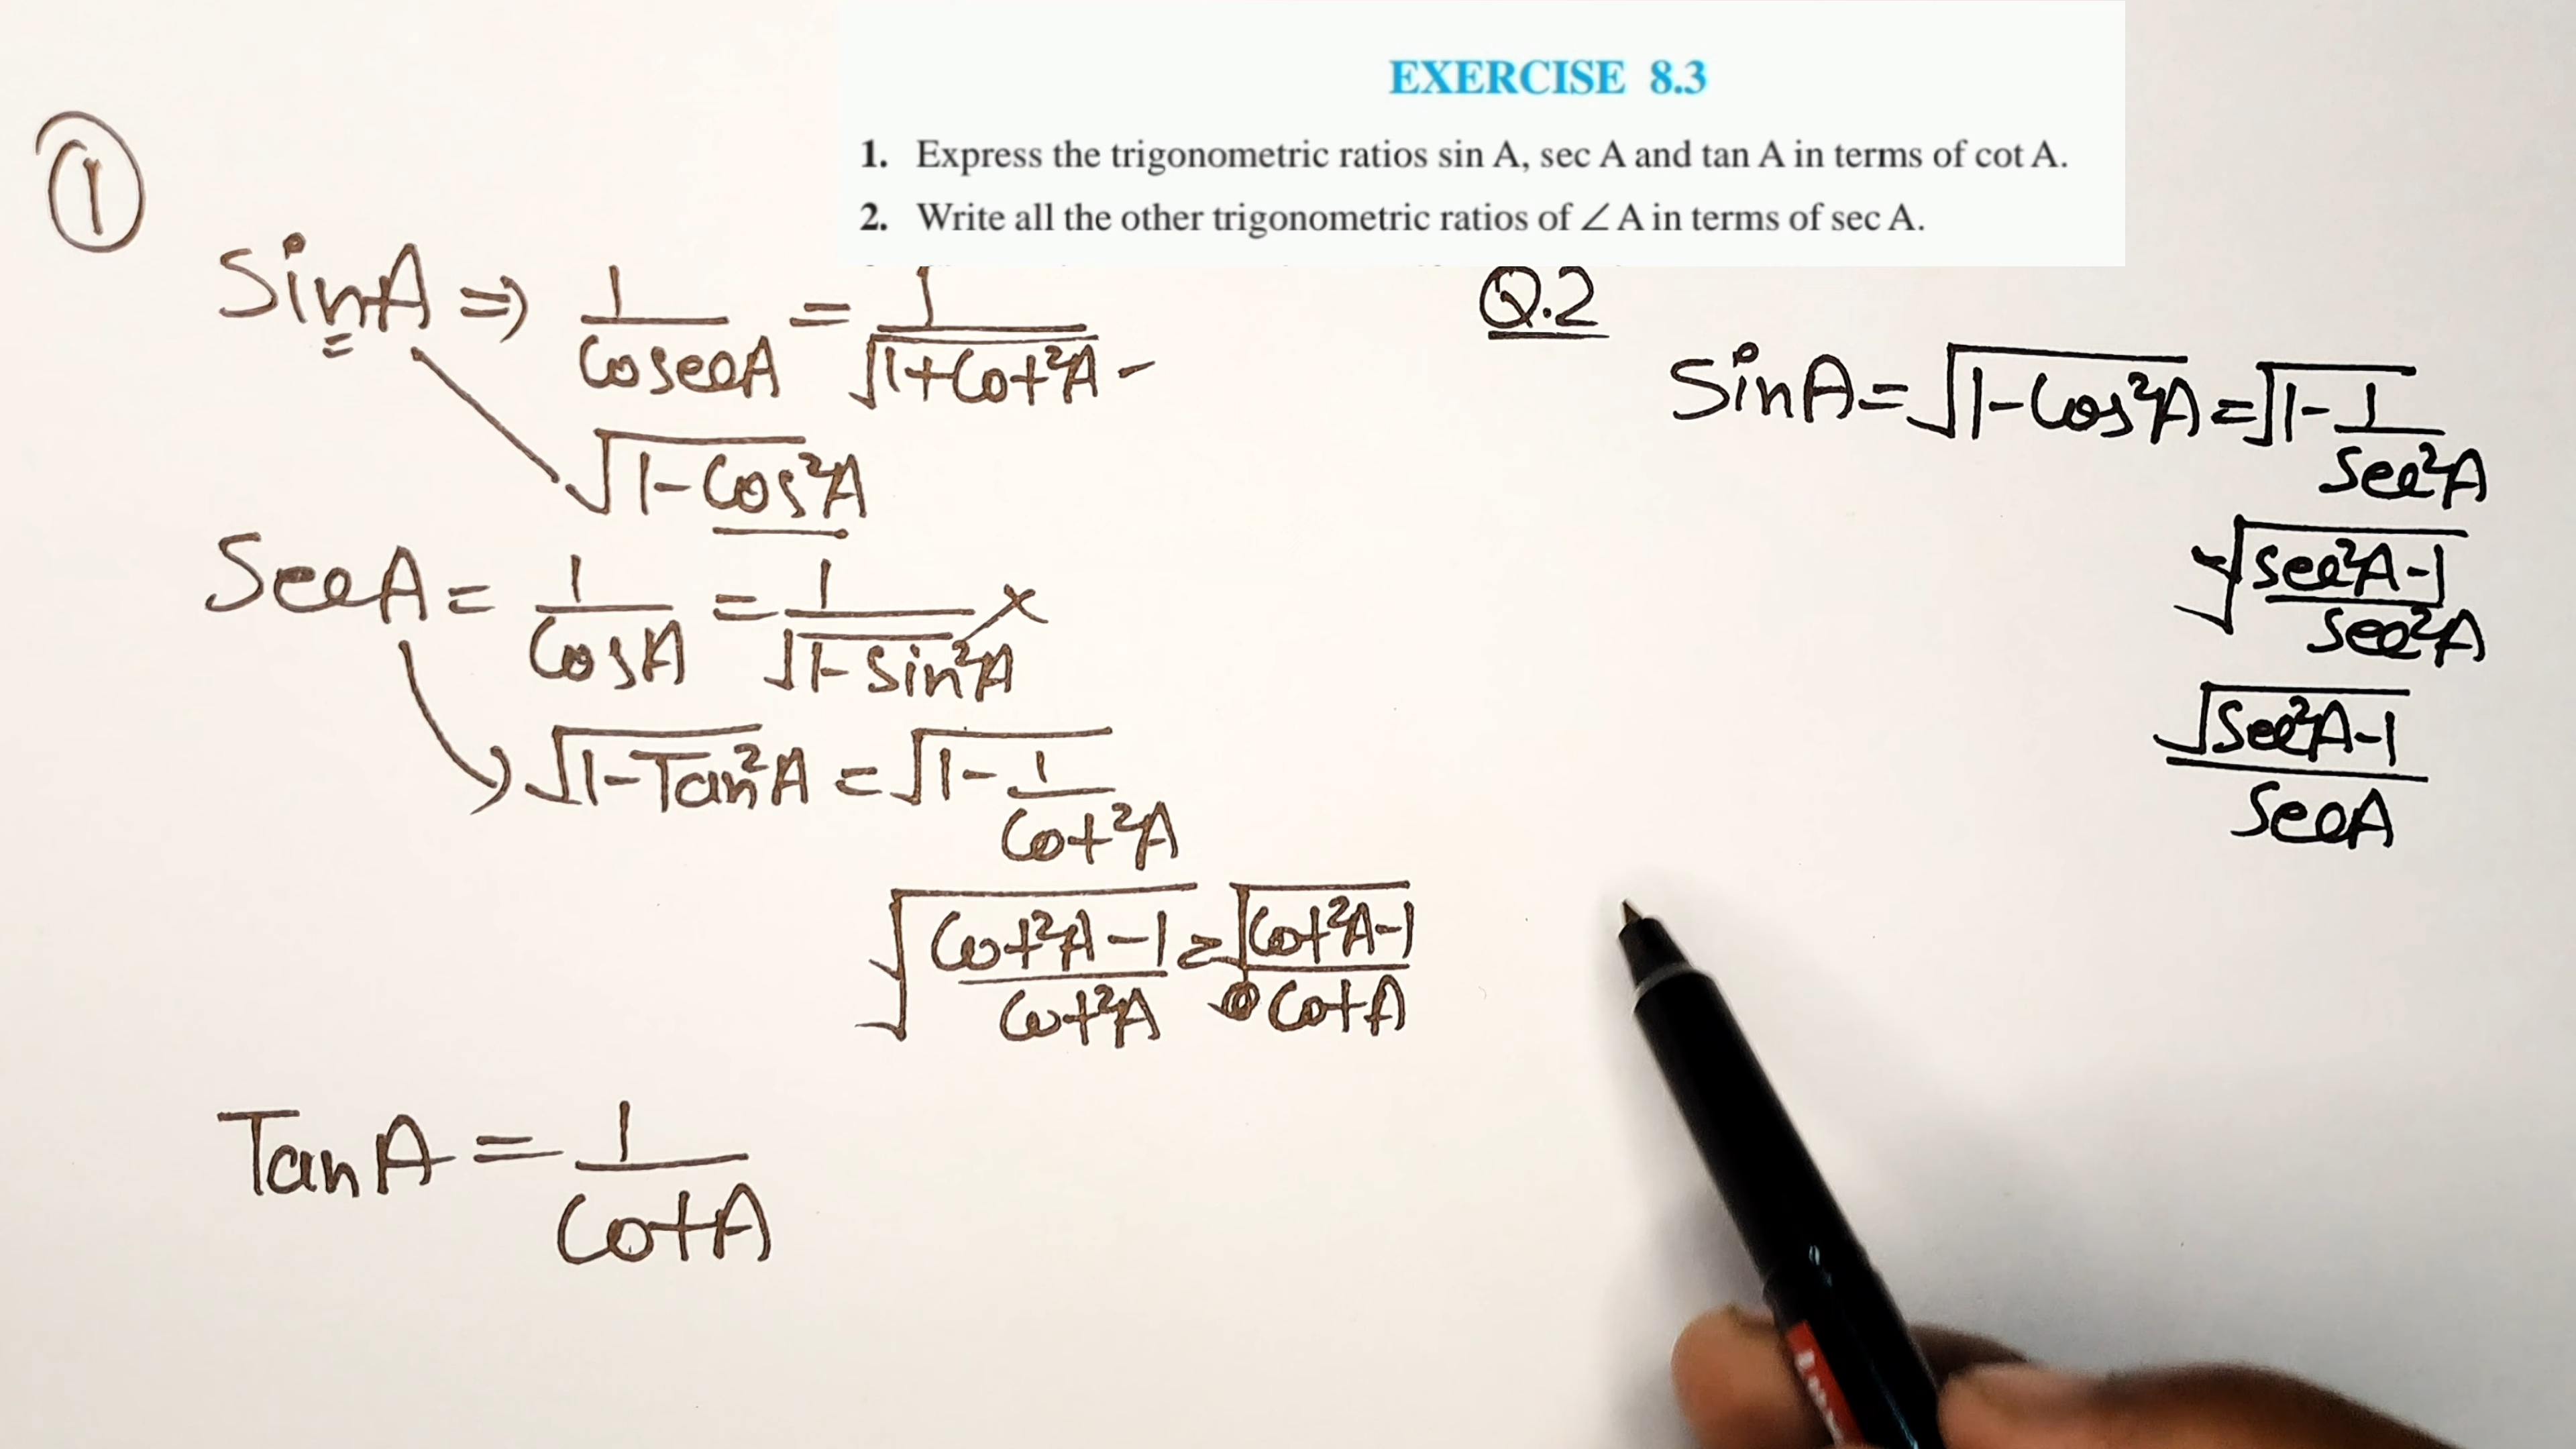 EXERCISE 8.3
1. Express the trigonometric ratios sin A, sec A and tan A in terms of cot A.
2. Write all the other trigonometric ratios of ∠A in terms of sec A.
①
SinA ⇒ 1/CosecA = 1/√(1+Cot²A) -
√(1-Cos²A)
SecA = 1/CosA = 1/√(1-Sin²A) ×
√(1-Tan²A) = √(1-1/Cot²A)
√((Cot²A-1)/Cot²A) = √(Cot²A-1)/CotA
TanA = 1/CotA
Q.2
SinA = √(1-Cos²A) = √(1-1/Sec²A)
√((Sec²A-1)/Sec²A)
√(Sec²A-1)/SecA